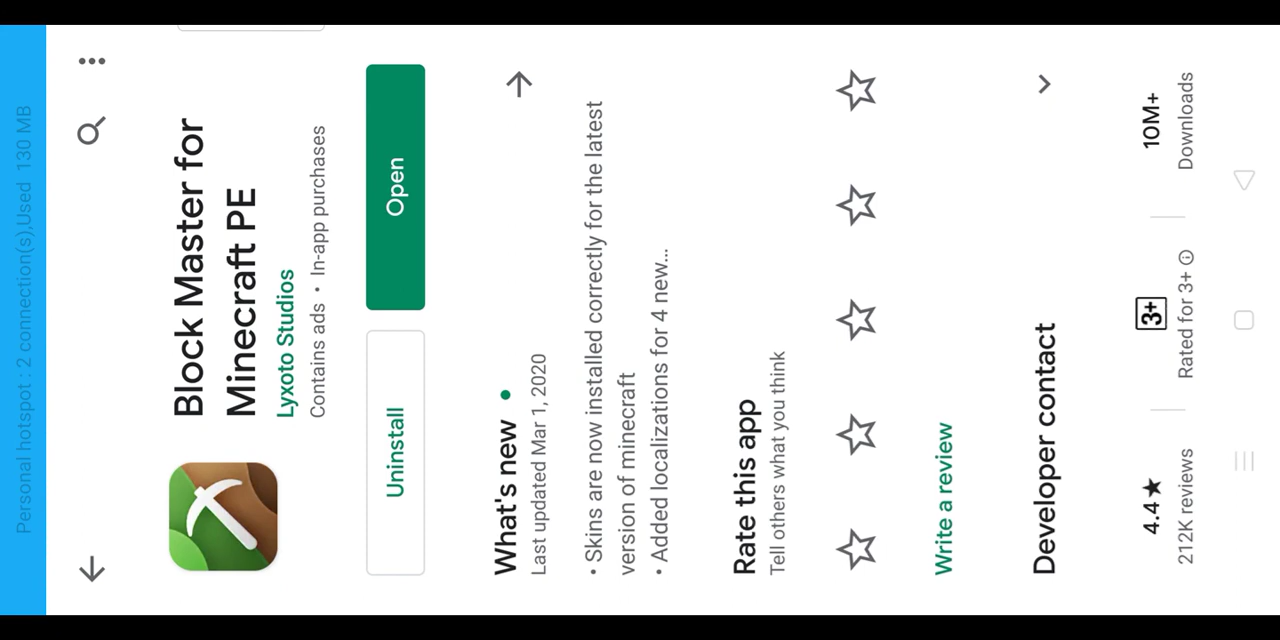 Personal hotspot : 2 connection(s),Used 130 MB
Block Master for
Minecraft PE
Lyxoto Studios
Contains ads • In-app purchases
Uninstall
Open
What's new •
Last updated Mar 1, 2020
• Skins are now installed correctly for the latest
version of minecraft
• Added localizations for 4 new...
Rate this app
Tell others what you think
Write a review
Developer contact
4.4★
212K reviews
3+
Rated for 3+
10M+
Downloads